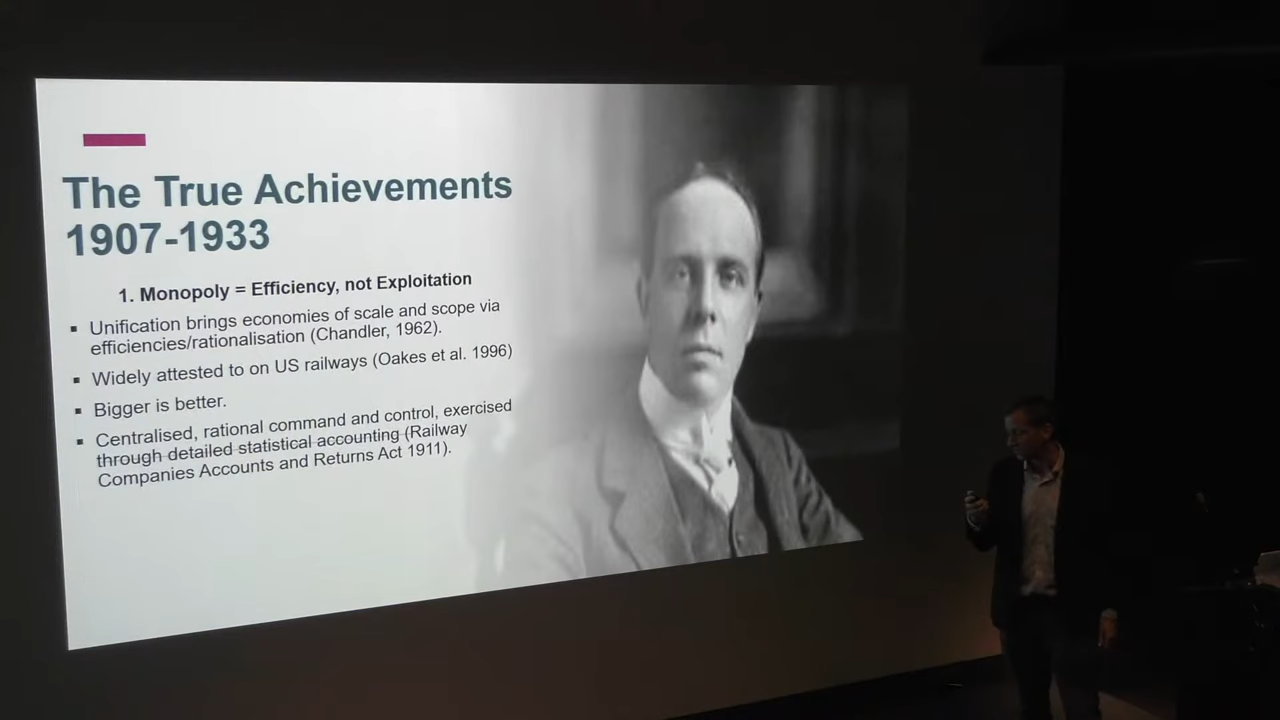 The True Achievements
1907-1933
1. Monopoly = Efficiency, not Exploitation
▪ Unification brings economies of scale and scope via
efficiencies/rationalisation (Chandler, 1962).
▪ Widely attested to on US railways (Oakes et al. 1996)
▪ Bigger is better.
▪ Centralised, rational command and control, exercised
through detailed statistical accounting (Railway
Companies Accounts and Returns Act 1911).